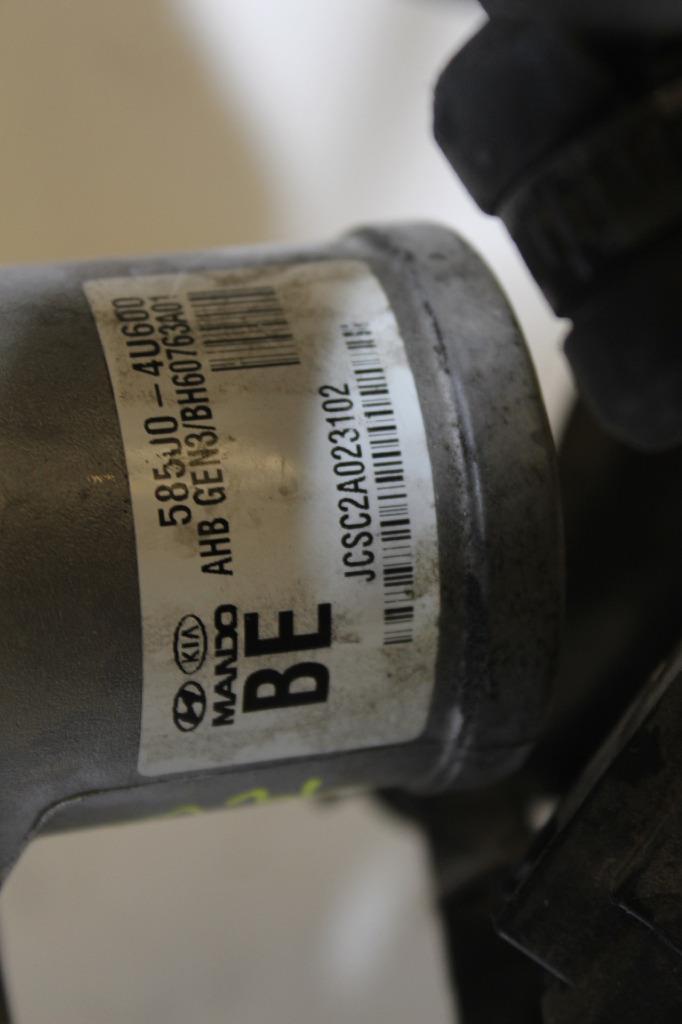 585J0-4U600
AHB GEN3/BH60763A01
KIA
MANDO
BE
JCSC2A023102